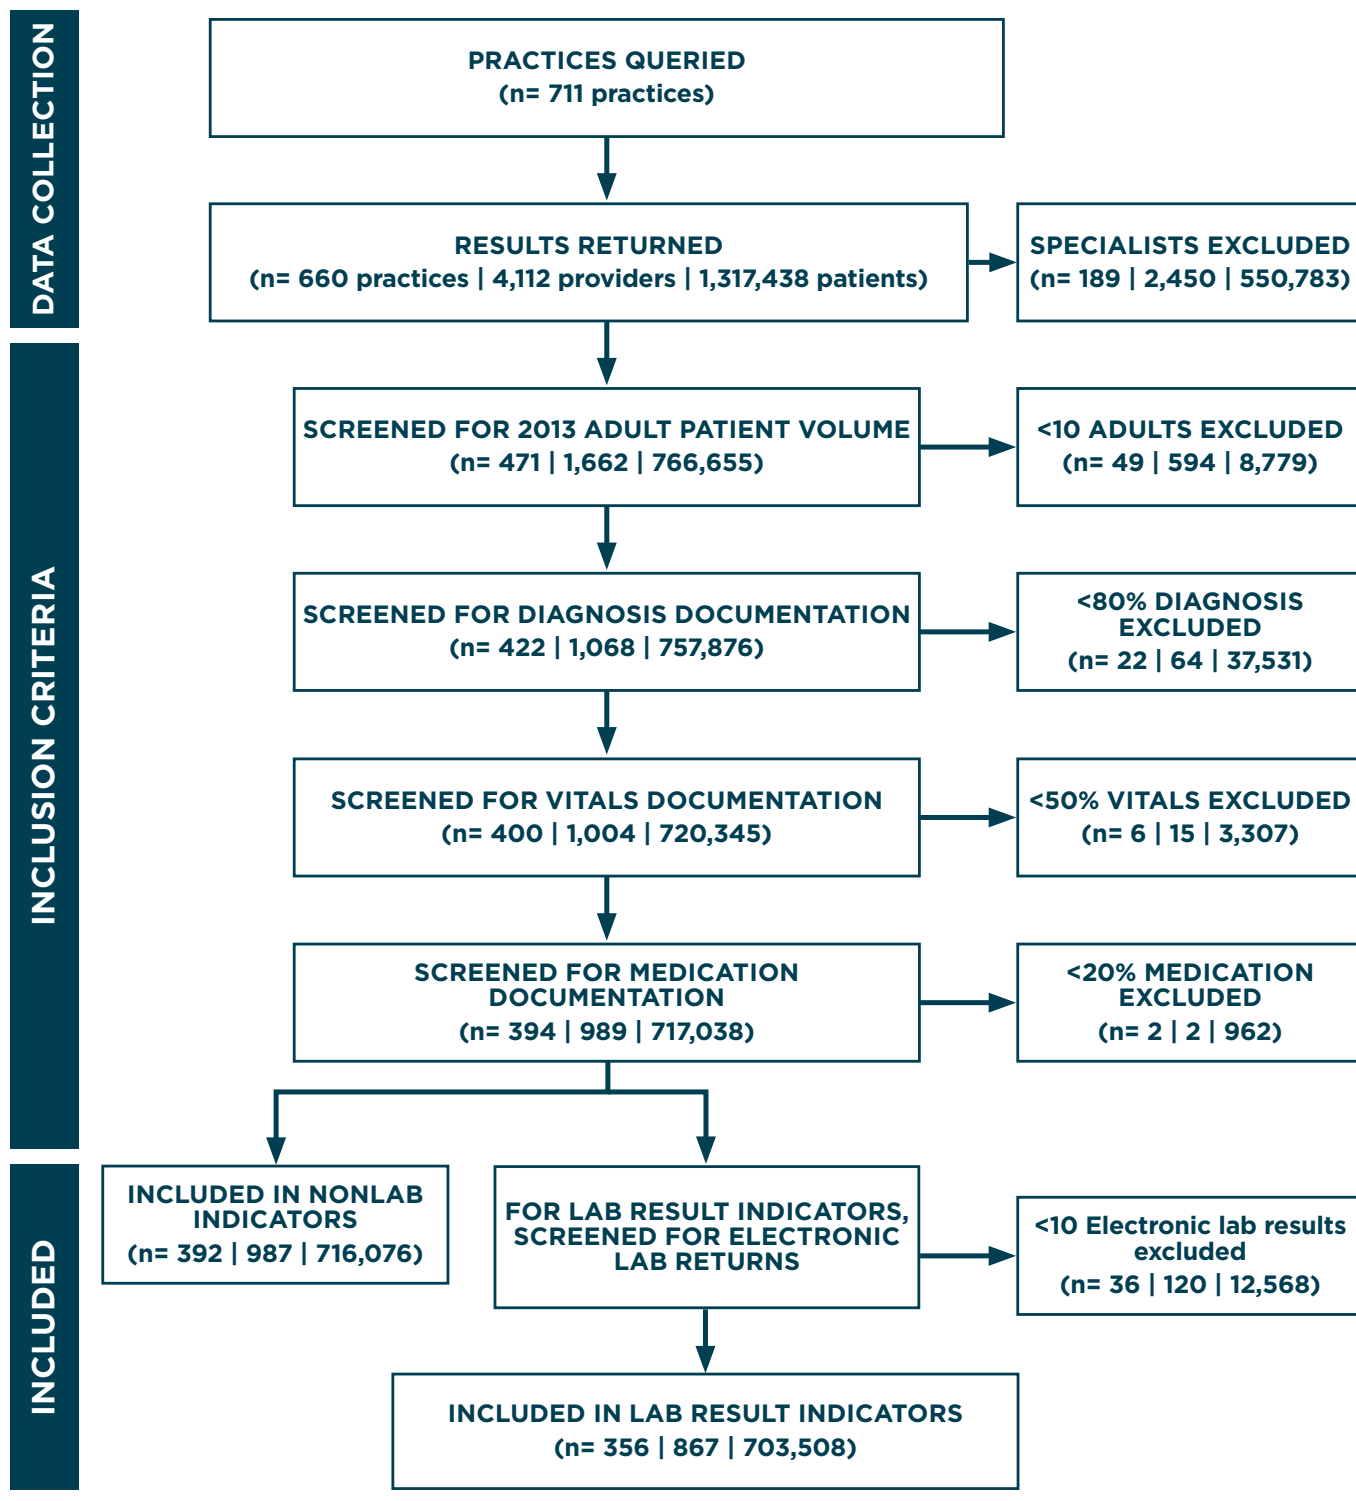 DATA COLLECTION
PRACTICES QUERIED
(n= 711 practices)
RESULTS RETURNED
(n= 660 practices | 4,112 providers | 1,317,438 patients)
SPECIALISTS EXCLUDED
(n= 189 | 2,450 | 550,783)
INCLUSION CRITERIA
SCREENED FOR 2013 ADULT PATIENT VOLUME
(n= 471 | 1,662 | 766,655)
<10 ADULTS EXCLUDED
(n= 49 | 594 | 8,779)
SCREENED FOR DIAGNOSIS DOCUMENTATION
(n= 422 | 1,068 | 757,876)
<80% DIAGNOSIS
EXCLUDED
(n= 22 | 64 | 37,531)
SCREENED FOR VITALS DOCUMENTATION
(n= 400 | 1,004 | 720,345)
<50% VITALS EXCLUDED
(n= 6 | 15 | 3,307)
SCREENED FOR MEDICATION
DOCUMENTATION
(n= 394 | 989 | 717,038)
<20% MEDICATION
EXCLUDED
(n= 2 | 2 | 962)
INCLUDED
INCLUDED IN NONLAB
INDICATORS
(n= 392 | 987 | 716,076)
FOR LAB RESULT INDICATORS,
SCREENED FOR ELECTRONIC
LAB RETURNS
<10 Electronic lab results
excluded
(n= 36 | 120 | 12,568)
INCLUDED IN LAB RESULT INDICATORS
(n= 356 | 867 | 703,508)